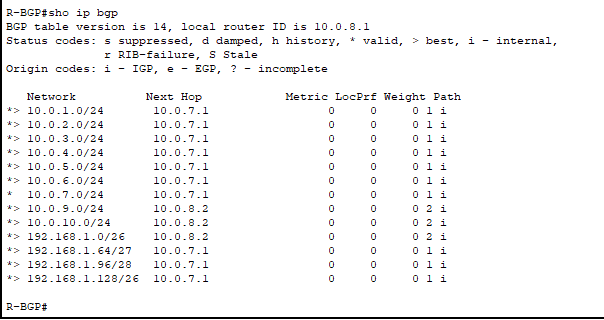 R-BGP#sho ip bgp
BGP table version is 14, local router ID is 10.0.8.1
Status codes: s suppressed, d damped, h history, * valid, > best, i - internal,
              r RIB-failure, S Stale
Origin codes: i - IGP, e - EGP, ? - incomplete

   Network          Next Hop            Metric LocPrf Weight Path
*> 10.0.1.0/24       10.0.7.1                 0     0      0 1 i
*> 10.0.2.0/24       10.0.7.1                 0     0      0 1 i
*> 10.0.3.0/24       10.0.7.1                 0     0      0 1 i
*> 10.0.4.0/24       10.0.7.1                 0     0      0 1 i
*> 10.0.5.0/24       10.0.7.1                 0     0      0 1 i
*> 10.0.6.0/24       10.0.7.1                 0     0      0 1 i
*  10.0.7.0/24       10.0.7.1                 0     0      0 1 i
*> 10.0.9.0/24       10.0.8.2                 0     0      0 2 i
*> 10.0.10.0/24      10.0.8.2                 0     0      0 2 i
*> 192.168.1.0/26    10.0.8.2                 0     0      0 2 i
*> 192.168.1.64/27   10.0.7.1                 0     0      0 1 i
*> 192.168.1.96/28   10.0.7.1                 0     0      0 1 i
*> 192.168.1.128/26  10.0.7.1                 0     0      0 1 i

R-BGP#